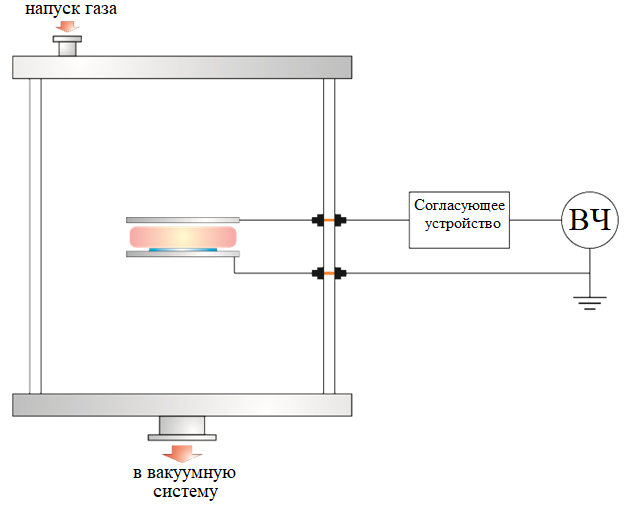 напуск газа
Согласующее
устройство
ВЧ
в вакуумную
систему